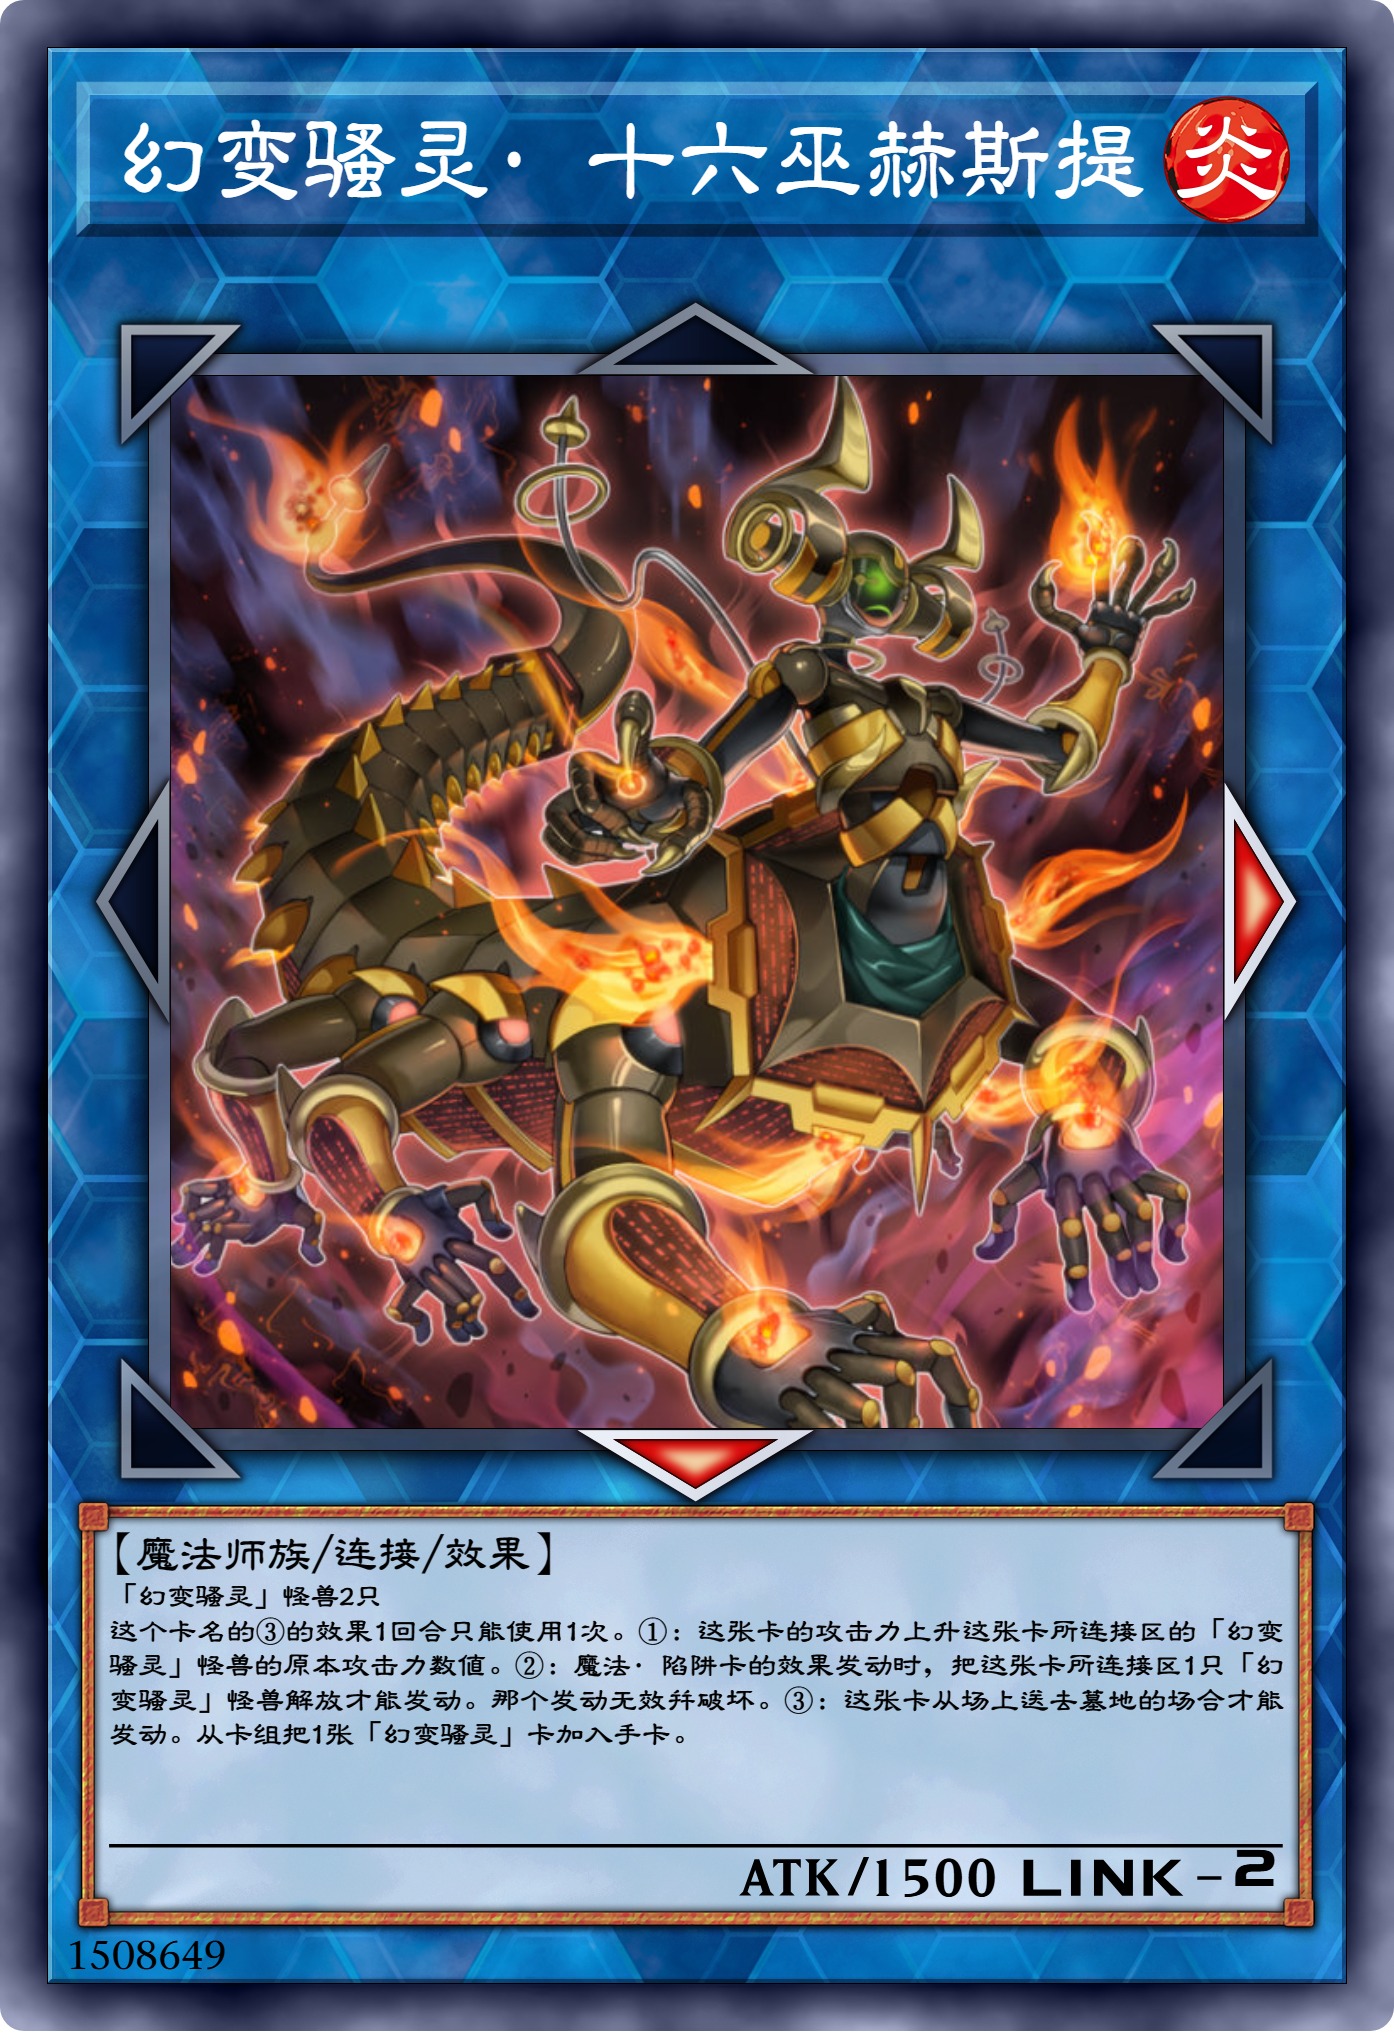 幻变骚灵·十六巫赫斯提 炎
【魔法师族/连接/效果】
「幻变骚灵」怪兽2只
这个卡名的③的效果1回合只能使用1次。①：这张卡的攻击力上升这张卡所连接区的「幻变
骚灵」怪兽的原本攻击力数值。②：魔法·陷阱卡的效果发动时，把这张卡所连接区1只「幻
变骚灵」怪兽解放才能发动。那个发动无效并破坏。③：这张卡从场上送去墓地的场合才能
发动。从卡组把1张「幻变骚灵」卡加入手卡。
ATK/1500 LINK-2
1508649